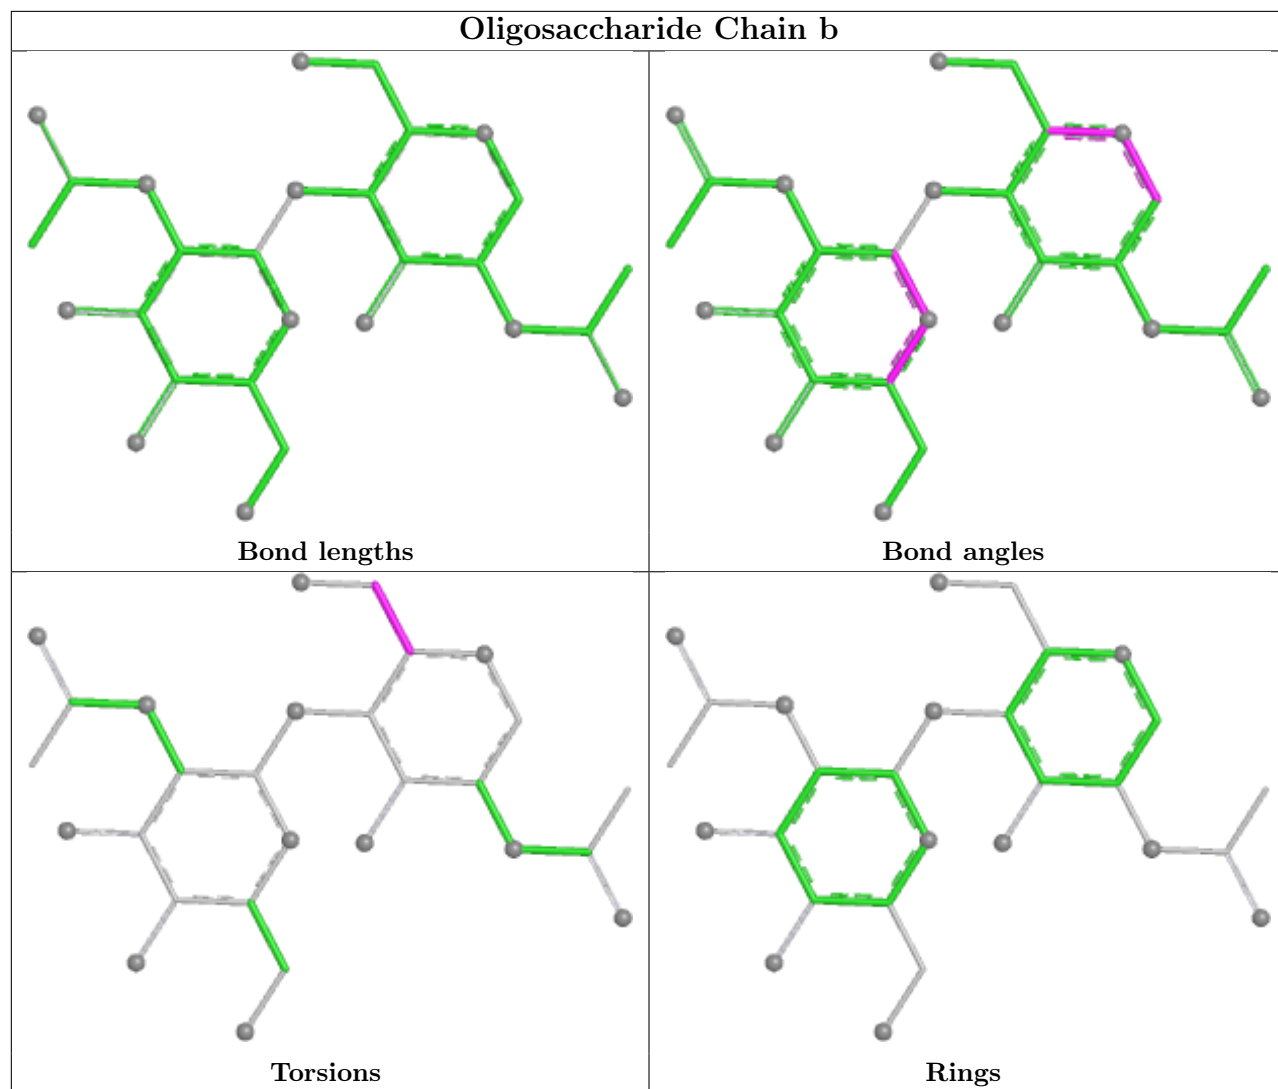 Oligosaccharide Chain b
Bond lengths
Bond angles
Torsions
Rings